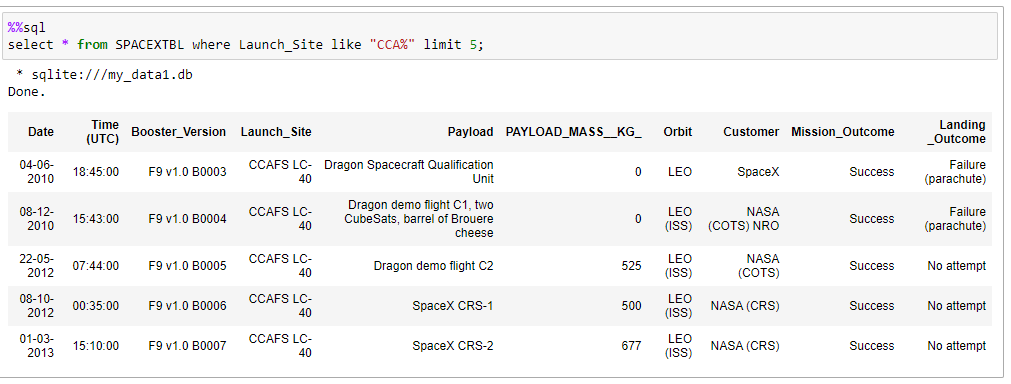 %%sql
select * from SPACEXTBL where Launch_Site like "CCA%" limit 5;
* sqlite:///my_data1.db
Done.
Date Time (UTC) Booster_Version Launch_Site Payload PAYLOAD_MASS__KG_ Orbit Customer Mission_Outcome Landing _Outcome
04-06-2010 18:45:00 F9 v1.0 B0003 CCAFS LC-40 Dragon Spacecraft Qualification Unit 0 LEO SpaceX Success Failure (parachute)
08-12-2010 15:43:00 F9 v1.0 B0004 CCAFS LC-40 Dragon demo flight C1, two CubeSats, barrel of Brouere cheese 0 LEO (ISS) NASA (COTS) NRO Success Failure (parachute)
22-05-2012 07:44:00 F9 v1.0 B0005 CCAFS LC-40 Dragon demo flight C2 525 LEO (ISS) NASA (COTS) Success No attempt
08-10-2012 00:35:00 F9 v1.0 B0006 CCAFS LC-40 SpaceX CRS-1 500 LEO (ISS) NASA (CRS) Success No attempt
01-03-2013 15:10:00 F9 v1.0 B0007 CCAFS LC-40 SpaceX CRS-2 677 LEO (ISS) NASA (CRS) Success No attempt